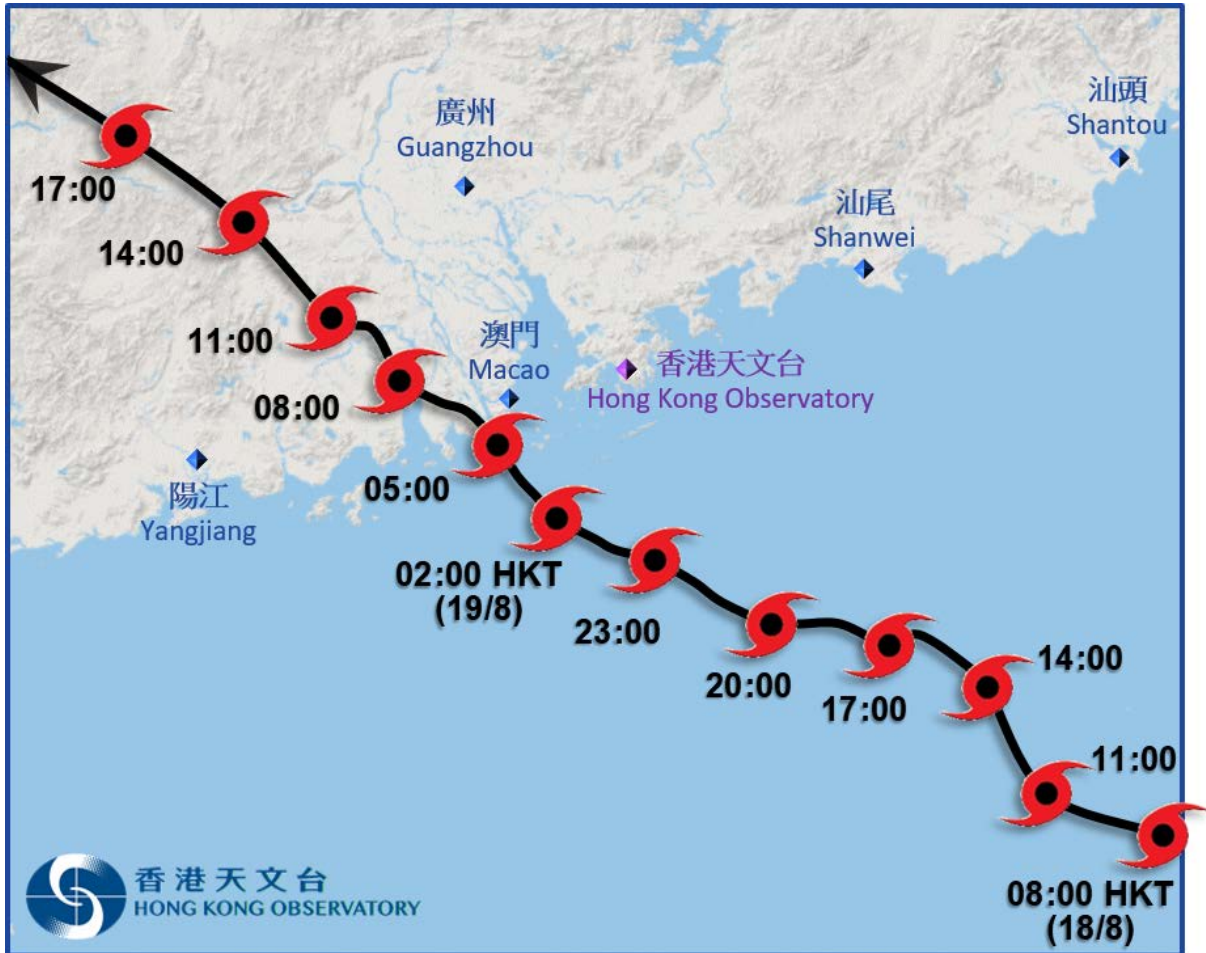 汕頭
Shantou
廣州
Guangzhou
17:00
汕尾
Shanwei
14:00
11:00
澳門
Macao
香港天文台
Hong Kong Observatory
08:00
陽江
Yangjiang
05:00
02:00 HKT
(19/8)
23:00
20:00
17:00
14:00
11:00
08:00 HKT
(18/8)
香港天文台
HONG KONG OBSERVATORY